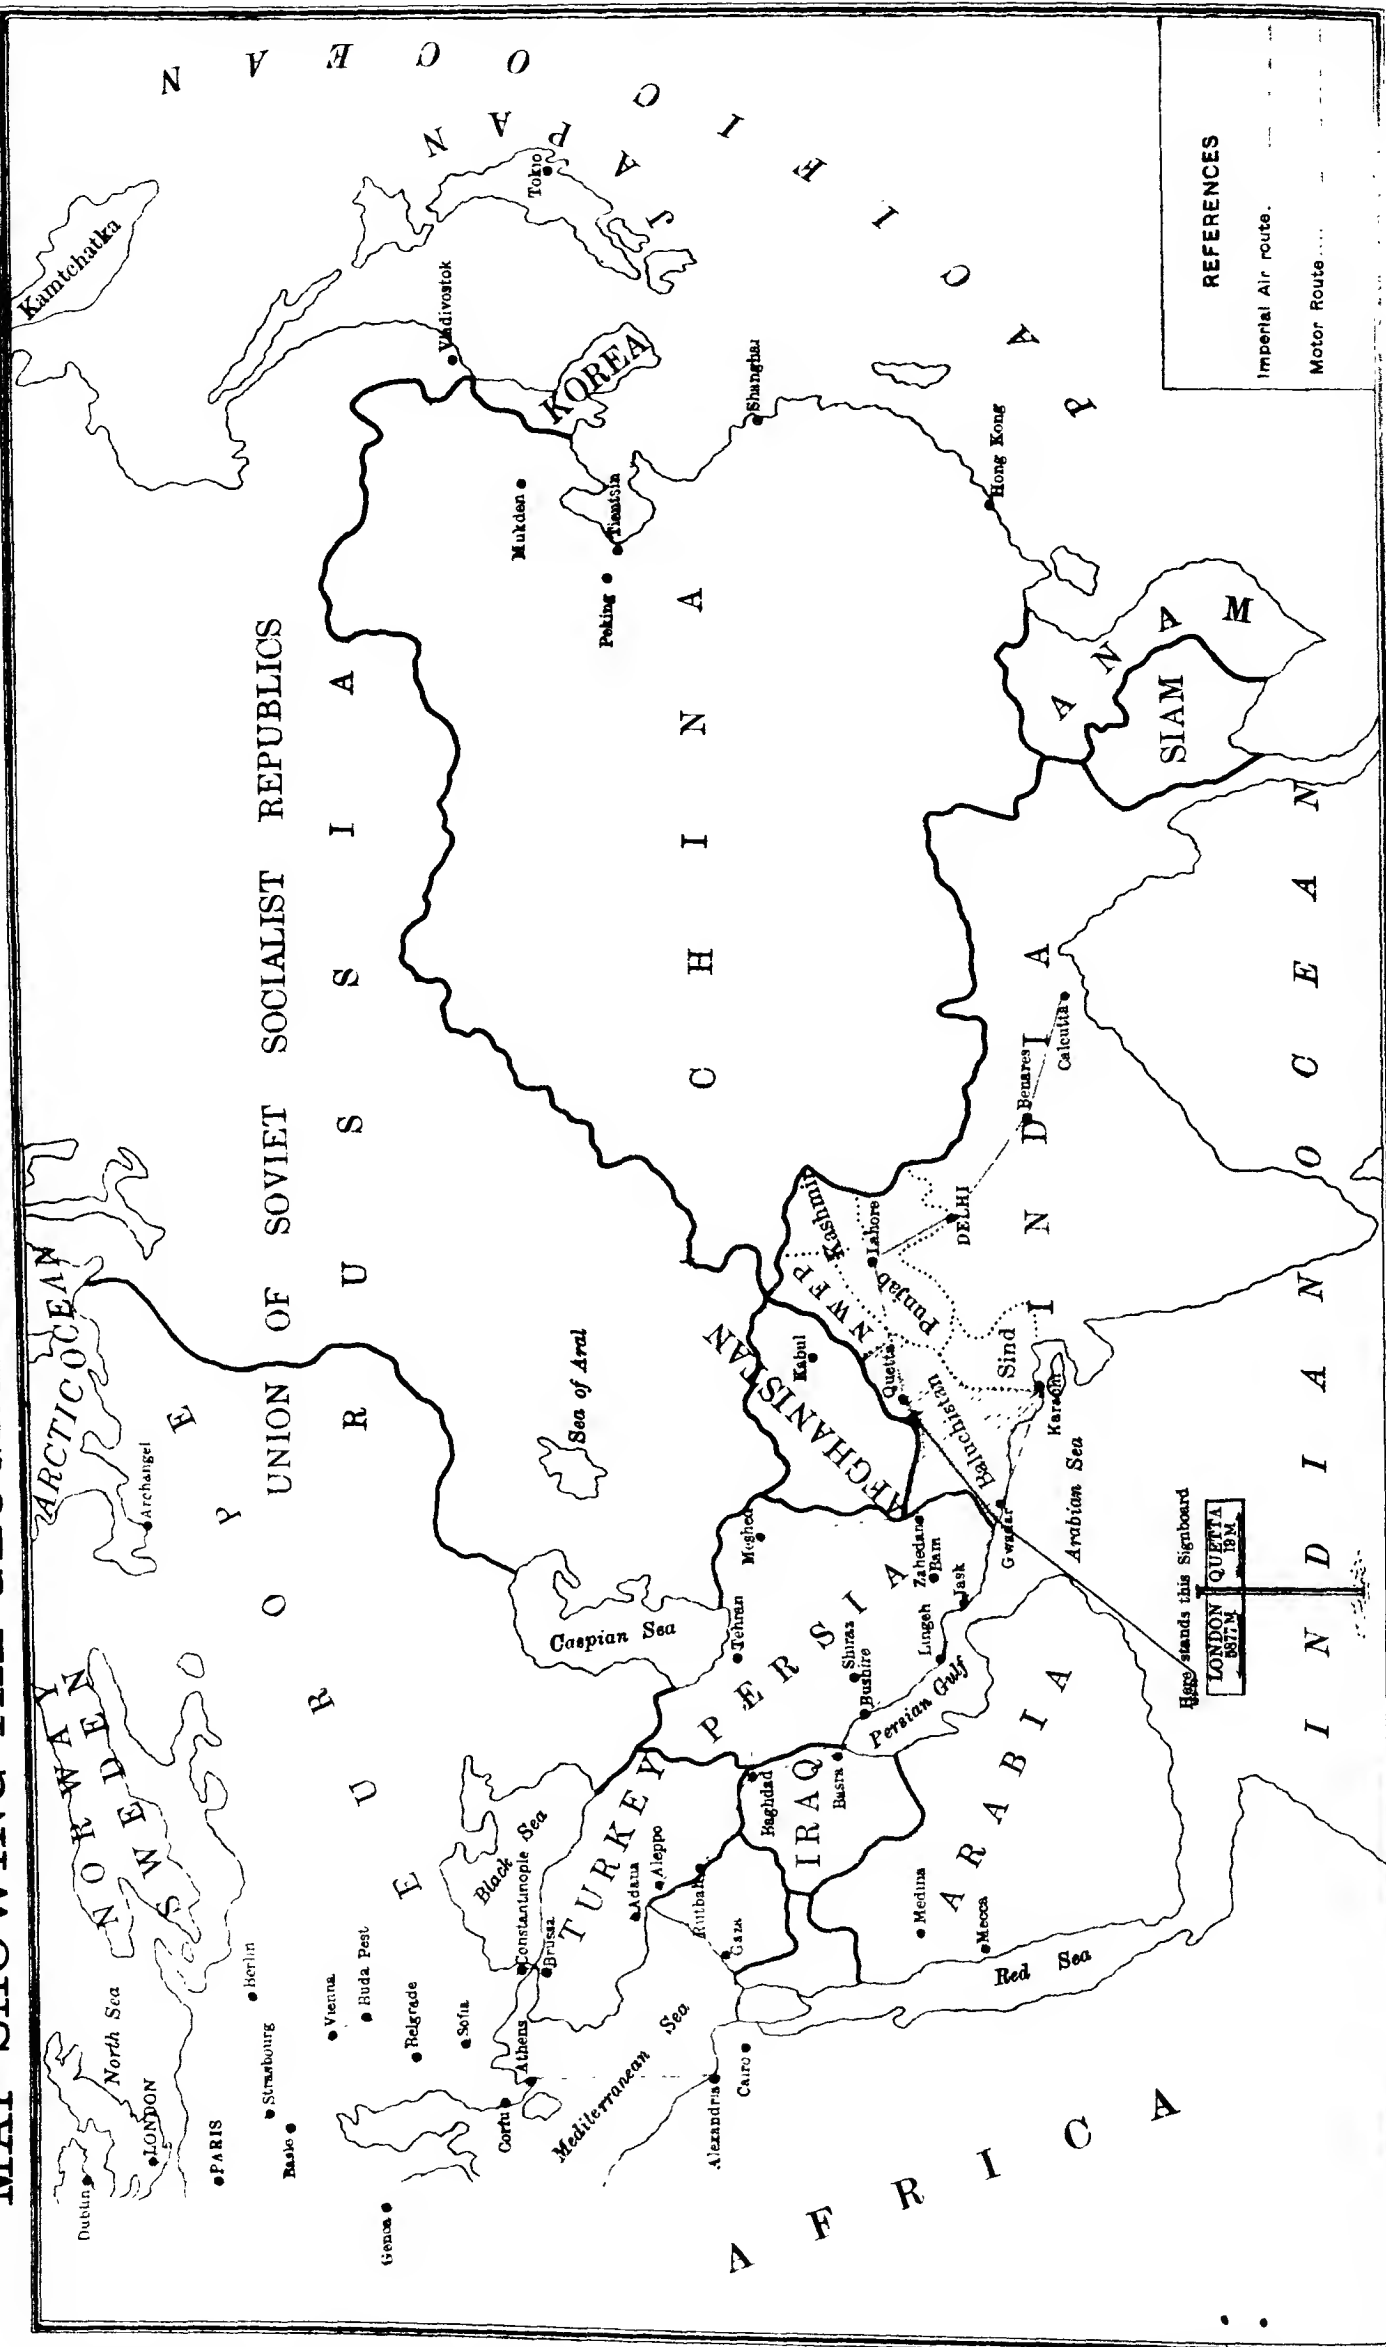 ARCTIC OCEAN
Kamtchatka
NORWAY
SWEDEN
North Sea
Dublin
LONDON
PARIS
Berlin
Strasbourg
Basle
Genoa
Vienna
Buda Pest
Belgrade
Sofia
Archangel
EUROPE
UNION OF SOVIET SOCIALIST REPUBLICS
RUSSIA
Vladivostok
JAPAN
Tokio
KOREA
Mukden
Peking
Tientsin
CHINA
Shanghai
Hong Kong
PACIFIC OCEAN
Corfu
Athens
Constantinople
Brussa
Black Sea
Caspian Sea
Sea of Aral
Mediterranean Sea
TURKEY
Adana
Aleppo
Rutbah
Gaza
Alexandria
Cairo
AFRICA
Baghdad
IRAQ
Basra
PERSIA
Tehran
Meshed
Shiraz
Bushire
Lingeh
Jask
Bam
Zahedan
Persian Gulf
ARABIA
Medina
Mecca
Red Sea
AFGHANISTAN
Kabul
N W F P
Kashmir
Lahore
Punjab
DELHI
Quetta
Baluchistan
Sind
Karachi
Gwadar
Arabian Sea
INDIA
Benares
Calcutta
ANAM
SIAM
INDIAN OCEAN
Here stands this Signboard
LONDON QUETTA
5877 M 19 M
REFERENCES
Imperial Air route.
Motor Route